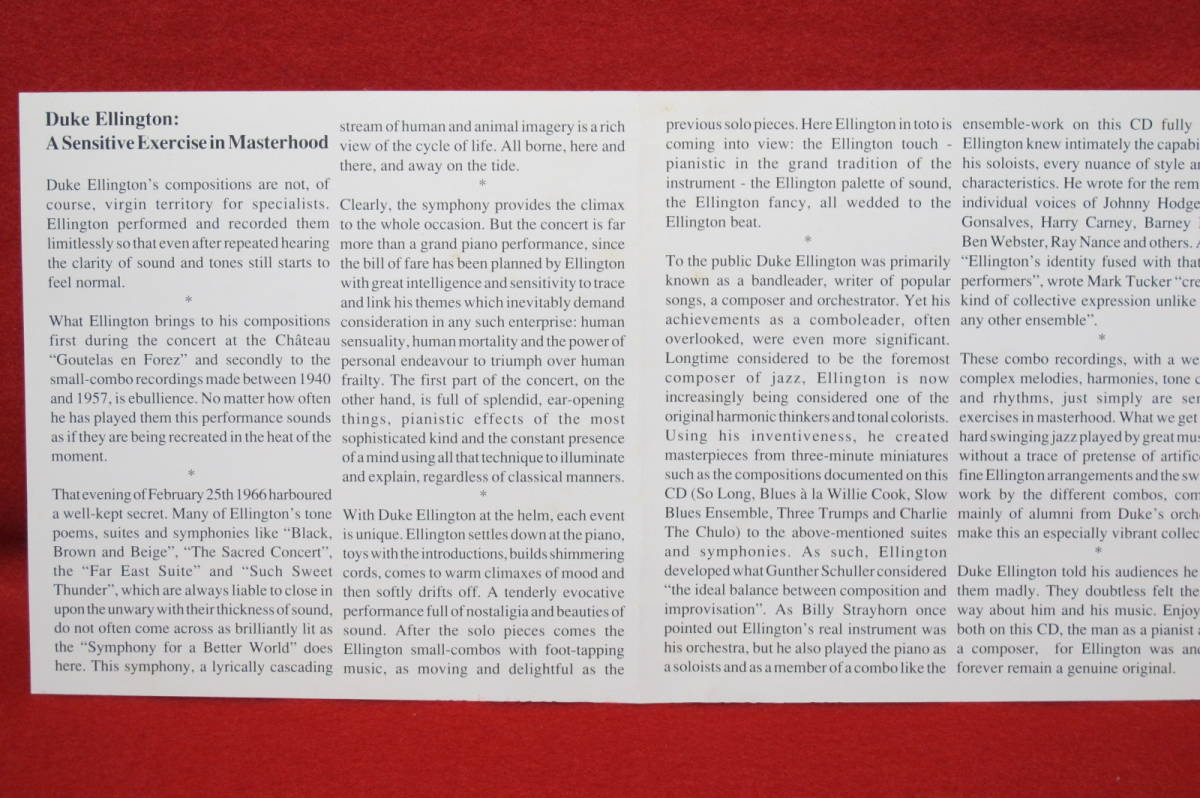 Duke Ellington:
A Sensitive Exercise in Masterhood
Duke Ellington's compositions are not, of
course, virgin territory for specialists.
Ellington performed and recorded them
limitlessly so that even after repeated hearing
the clarity of sound and tones still starts to
feel normal.
*
What Ellington brings to his compositions
first during the concert at the Château
"Goutelas en Forez" and secondly to the
small-combo recordings made between 1940
and 1957, is ebullience. No matter how often
he has played them this performance sounds
as if they are being recreated in the heat of the
moment.
*
That evening of February 25th 1966 harboured
a well-kept secret. Many of Ellington's tone
poems, suites and symphonies like "Black,
Brown and Beige", "The Sacred Concert",
the "Far East Suite" and "Such Sweet
Thunder", which are always liable to close in
upon the unwary with their thickness of sound,
do not often come across as brilliantly lit as
the "Symphony for a Better World" does
here. This symphony, a lyrically cascading
stream of human and animal imagery is a rich
view of the cycle of life. All borne, here and
there, and away on the tide.
*
Clearly, the symphony provides the climax
to the whole occasion. But the concert is far
more than a grand piano performance, since
the bill of fare has been planned by Ellington
with great intelligence and sensitivity to trace
and link his themes which inevitably demand
consideration in any such enterprise: human
sensuality, human mortality and the power of
personal endeavour to triumph over human
frailty. The first part of the concert, on the
other hand, is full of splendid, ear-opening
things, pianistic effects of the most
sophisticated kind and the constant presence
of a mind using all that technique to illuminate
and explain, regardless of classical manners.
*
With Duke Ellington at the helm, each event
is unique. Ellington settles down at the piano,
toys with the introductions, builds shimmering
cords, comes to warm climaxes of mood and
then softly drifts off. A tenderly evocative
performance full of nostaligia and beauties of
sound. After the solo pieces comes the
Ellington small-combos with foot-tapping
music, as moving and delightful as the
previous solo pieces. Here Ellington in toto is
coming into view: the Ellington touch -
pianistic in the grand tradition of the
instrument - the Ellington palette of sound,
the Ellington fancy, all wedded to the
Ellington beat.
*
To the public Duke Ellington was primarily
known as a bandleader, writer of popular
songs, a composer and orchestrator. Yet his
achievements as a comboleader, often
overlooked, were even more significant.
Longtime considered to be the foremost
composer of jazz, Ellington is now
increasingly being considered one of the
original harmonic thinkers and tonal colorists.
Using his inventiveness, he created
masterpieces from three-minute miniatures
such as the compositions documented on this
CD (So Long, Blues à la Willie Cook, Slow
Blues Ensemble, Three Trumps and Charlie
The Chulo) to the above-mentioned suites
and symphonies. As such, Ellington
developed what Gunther Schuller considered
"the ideal balance between composition and
improvisation". As Billy Strayhorn once
pointed out Ellington's real instrument was
his orchestra, but he also played the piano as
a soloists and as a member of a combo like the
ensemble-work on this CD fully
Ellington knew intimately the
his soloists, every nuance of style
characteristics. He wrote for the
individual voices of Johnny
Gonsalves, Harry Carney, Barney
Ben Webster, Ray Nance and others.
"Ellington's identity fused with that
performers", wrote Mark Tucker
kind of collective expression unlike
any other ensemble".
*
These combo recordings, with a
complex melodies, harmonies, tone
and rhythms, just simply are
exercises in masterhood. What we get
hard swinging jazz played by great
without a trace of pretense of
fine Ellington arrangements and the
work by the different combos,
mainly of alumni from Duke's
make this an especially vibrant
*
Duke Ellington told his audiences he
them madly. They doubtless felt the
way about him and his music. Enjoy
both on this CD, the man as a pianist
a composer, for Ellington was
forever remain a genuine original.